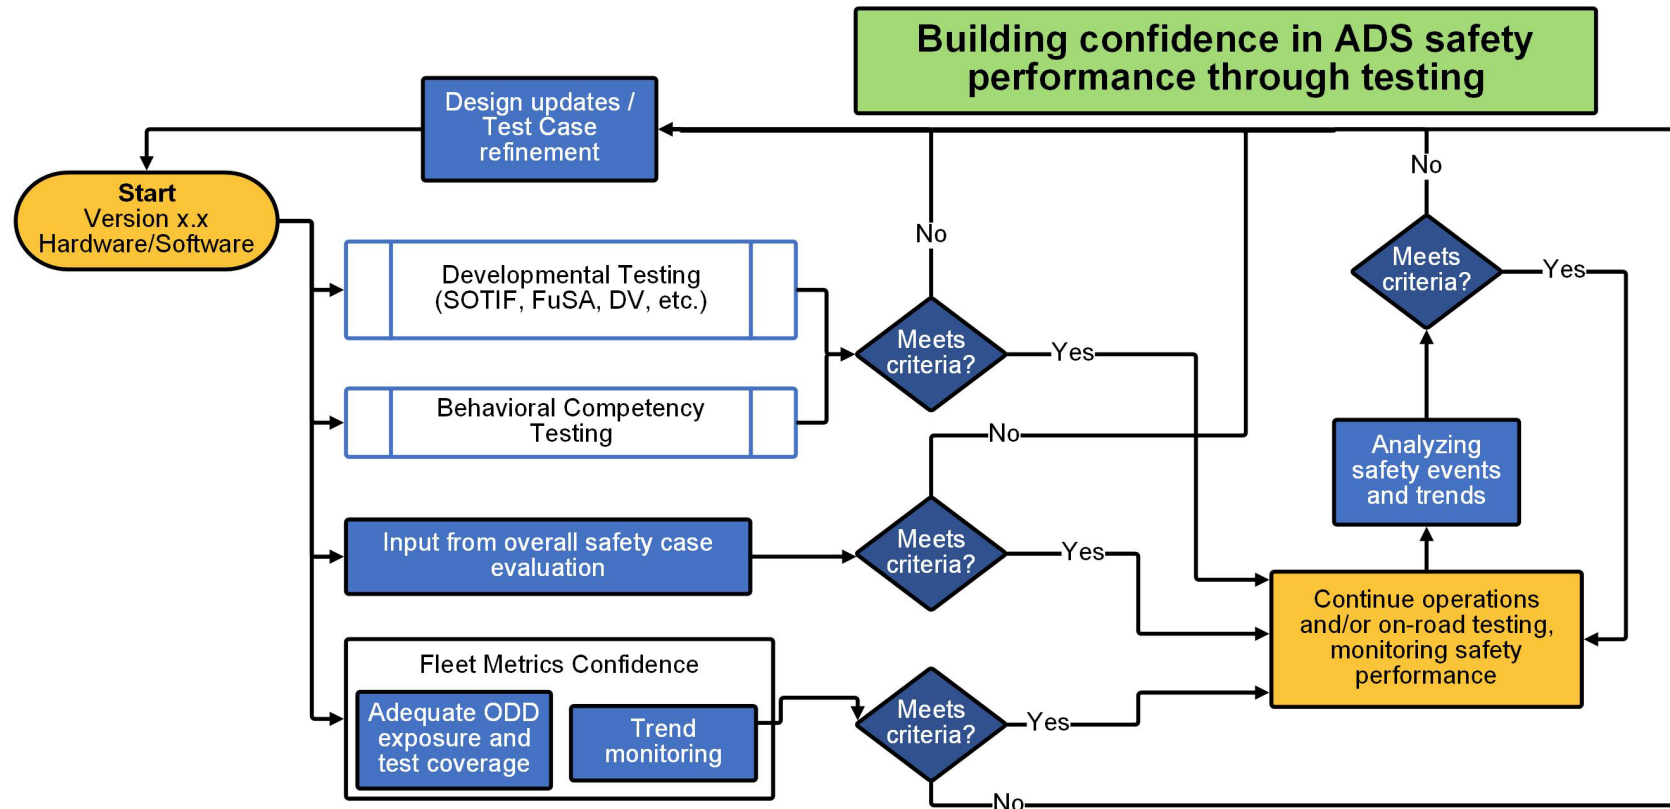 Building confidence in ADS safety
performance through testing
Design updates /
Test Case
refinement
Start
Version x.x
Hardware/Software
Developmental Testing
(SOTIF, FuSA, DV, etc.)
Behavioral Competency
Testing
Input from overall safety case
evaluation
Fleet Metrics Confidence
Adequate ODD
exposure and
test coverage
Trend
monitoring
No
Meets
criteria?
Yes
No
Meets
criteria?
Yes
Meets
criteria?
Yes
No
No
Meets
criteria?
Yes
Analyzing
safety events
and trends
Continue operations
and/or on-road testing,
monitoring safety
performance